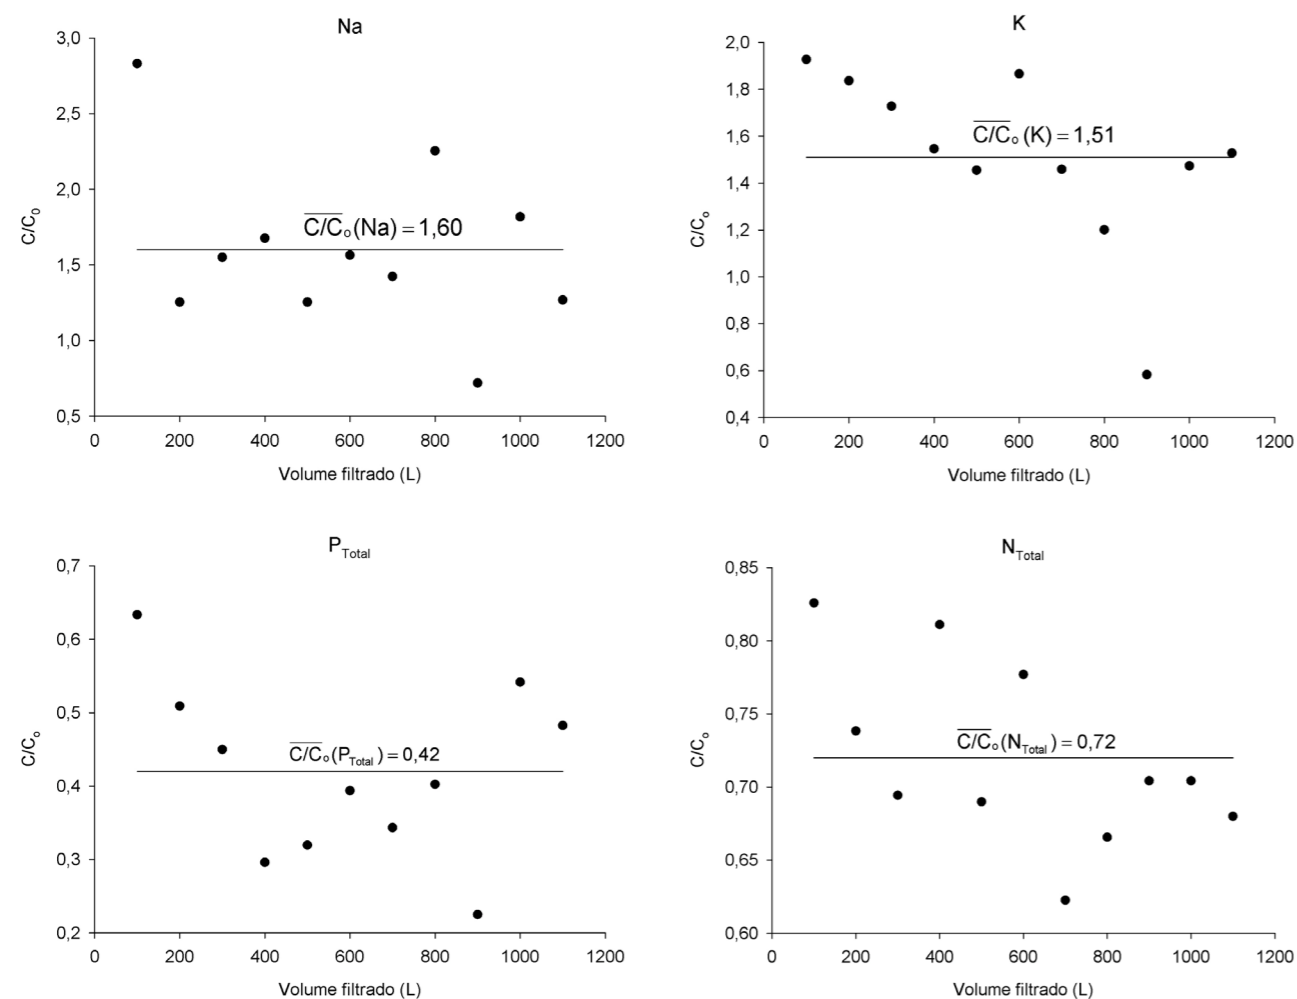 Na
3,0
2,5
2,0
1,5
1,0
0,5
C/C0
C/Co (Na) = 1,60
0 200 400 600 800 1000 1200
Volume filtrado (L)
K
2,0
1,8
1,6
1,4
1,2
1,0
0,8
0,6
0,4
C/Co
C/Co (K) = 1,51
0 200 400 600 800 1000 1200
Volume filtrado (L)
PTotal
0,7
0,6
0,5
0,4
0,3
0,2
C/Co
C/Co (PTotal) = 0,42
0 200 400 600 800 1000 1200
Volume filtrado (L)
NTotal
0,85
0,80
0,75
0,70
0,65
0,60
C/Co
C/Co (NTotal) = 0,72
0 200 400 600 800 1000 1200
Volume filtrado (L)